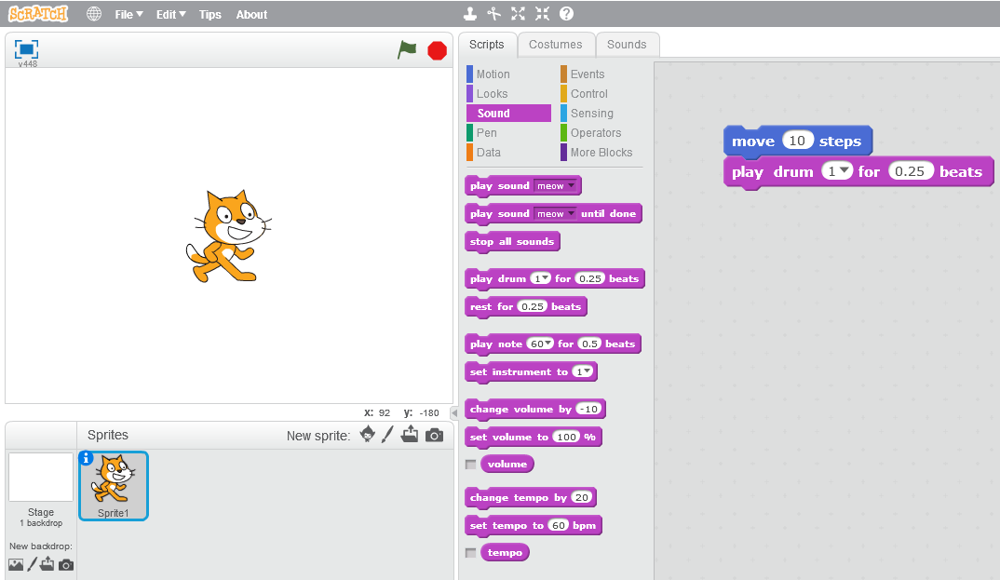 SCRATCH File Edit Tips About
v448
Scripts Costumes Sounds
Motion Events
Looks Control
Sound Sensing
Pen Operators
Data More Blocks
play sound meow
play sound meow until done
stop all sounds
play drum 1 for 0.25 beats
rest for 0.25 beats
play note 60 for 0.5 beats
set instrument to 1
change volume by -10
set volume to 100 %
volume
change tempo by 20
set tempo to 60 bpm
tempo
move 10 steps
play drum 1 for 0.25 beats
x: 92 y: -180
Sprites New sprite:
Stage
1 backdrop
New backdrop:
Sprite1